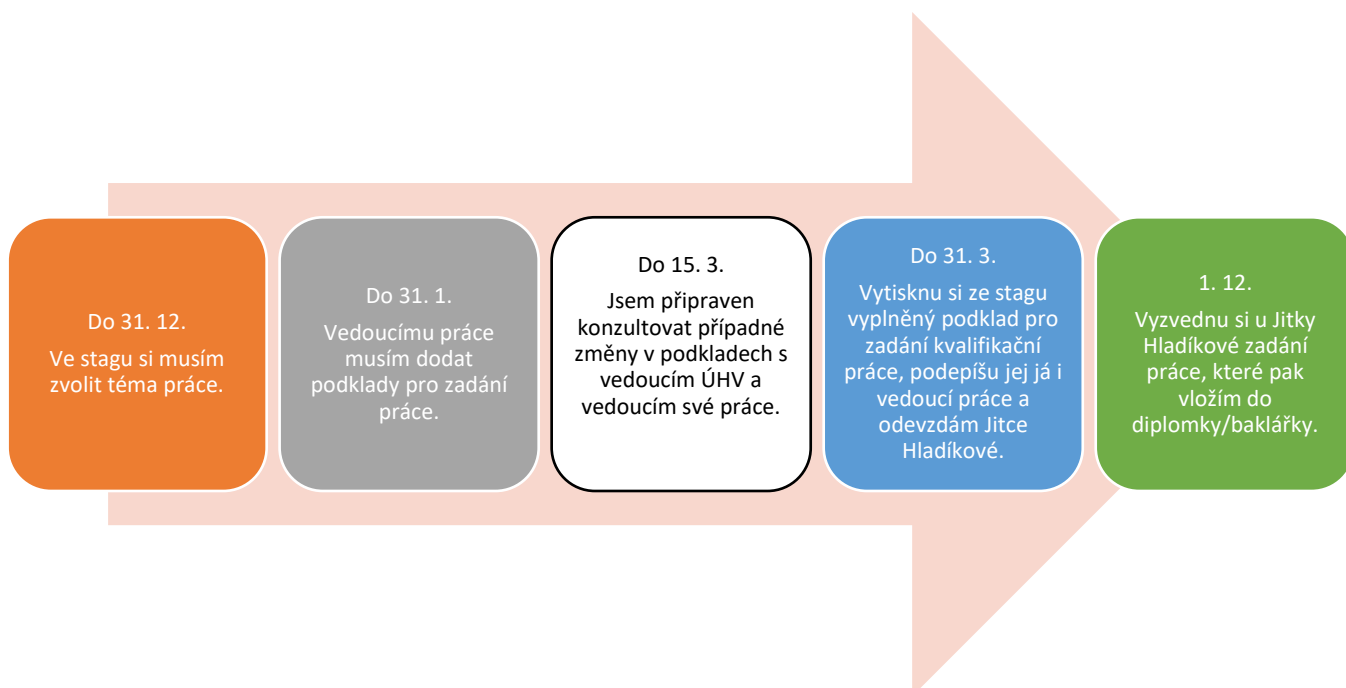 Do 31. 12.
Ve stagu si musím
zvolit téma práce.
Do 31. 1.
Vedoucímu práce
musím dodat
podklady pro zadání
práce.
Do 15. 3.
Jsem připraven
konzultovat případné
změny v podkladech s
vedoucím ÚHV a
vedoucím své práce.
Do 31. 3.
Vytisknu si ze stagu
vyplněný podklad pro
zadání kvalifikační
práce, podepíšu jej já i
vedoucí práce a
odevzdám Jitce
Hladíkové.
1. 12.
Vyzvednu si u Jitky
Hladíkové zadání
práce, které pak
vložím do
diplomky/baklářky.